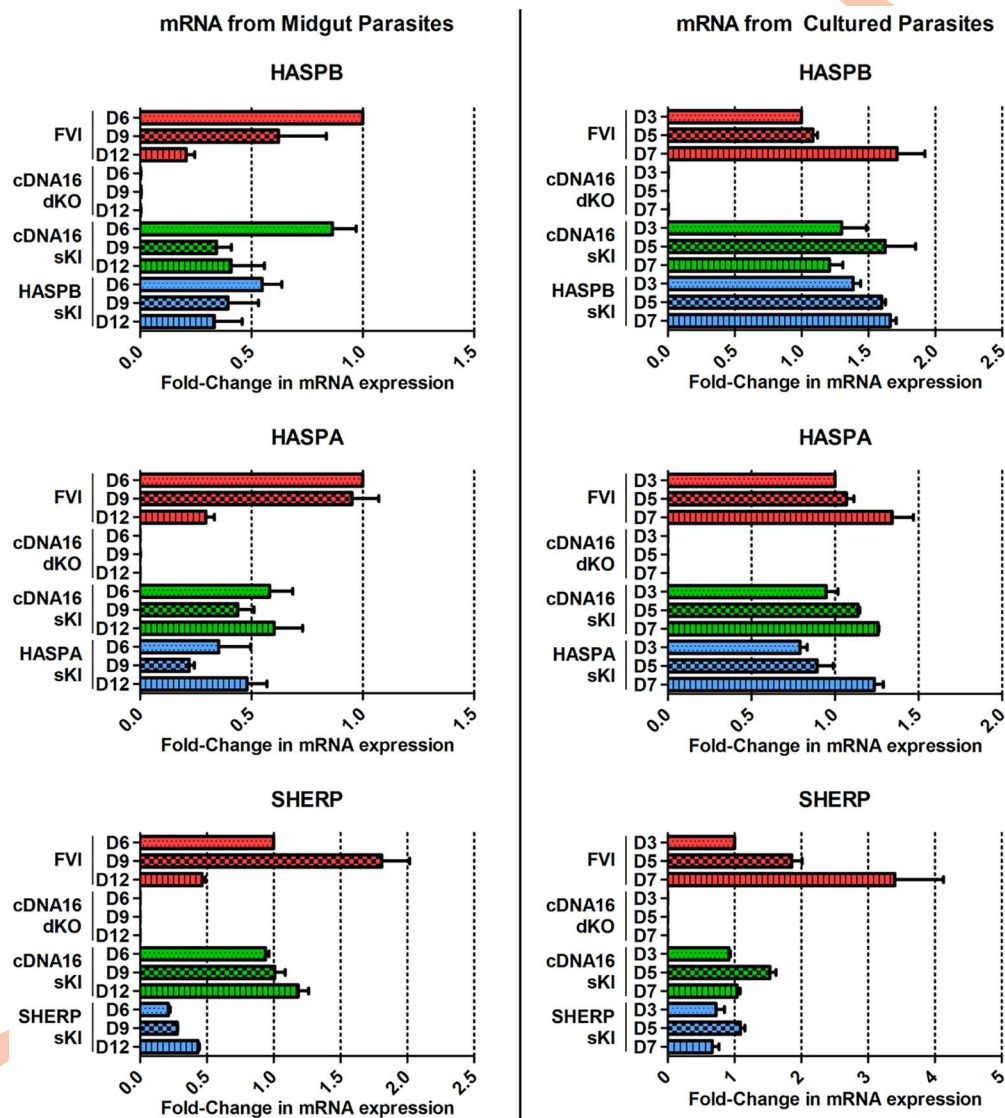 mRNA from Midgut Parasites
HASPB
FVI
D6
D9
D12
cDNA16
dKO
D6
D9
D12
cDNA16
sKI
D6
D9
D12
HASPB
sKI
D6
D9
D12
0.0 0.5 1.0 1.5
Fold-Change in mRNA expression
HASPA
FVI
D6
D9
D12
cDNA16
dKO
D6
D9
D12
cDNA16
sKI
D6
D9
D12
HASPA
sKI
D6
D9
D12
0.0 0.5 1.0 1.5
Fold-Change in mRNA expression
SHERP
FVI
D6
D9
D12
cDNA16
dKO
D6
D9
D12
cDNA16
sKI
D6
D9
D12
SHERP
sKI
D6
D9
D12
0.0 0.5 1.0 1.5 2.0 2.5
Fold-Change in mRNA expression
mRNA from Cultured Parasites
HASPB
FVI
D3
D5
D7
cDNA16
dKO
D3
D5
D7
cDNA16
sKI
D3
D5
D7
HASPB
sKI
D3
D5
D7
0.0 0.5 1.0 1.5 2.0 2.5
Fold-Change in mRNA expression
HASPA
FVI
D3
D5
D7
cDNA16
dKO
D3
D5
D7
cDNA16
sKI
D3
D5
D7
HASPA
sKI
D3
D5
D7
0.0 0.5 1.0 1.5 2.0
Fold-Change in mRNA expression
SHERP
FVI
D3
D5
D7
cDNA16
dKO
D3
D5
D7
cDNA16
sKI
D3
D5
D7
SHERP
sKI
D3
D5
D7
0 1 2 3 4 5
Fold-Change in mRNA expression